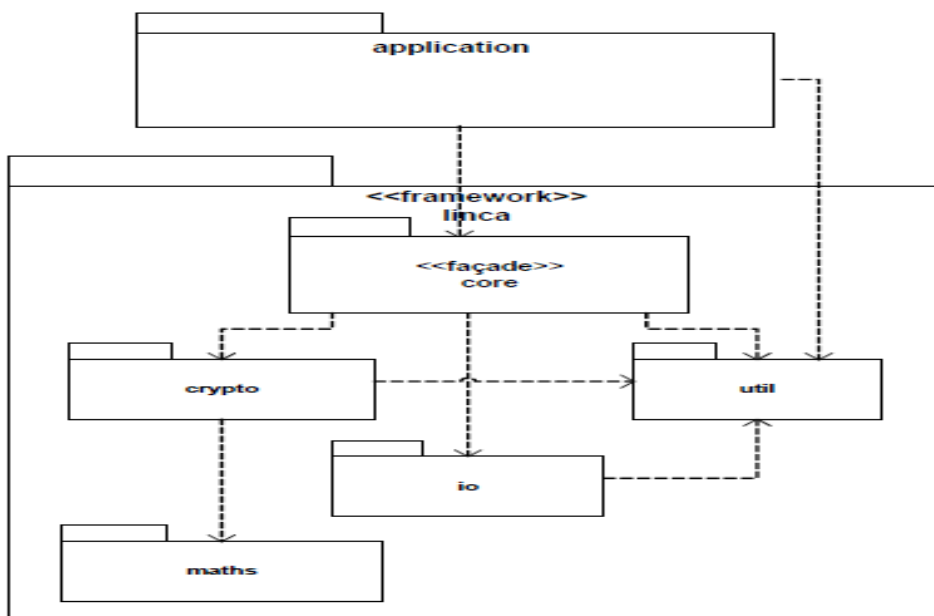 application
<<framework>>
linca
<<façade>>
core
crypto
util
io
maths